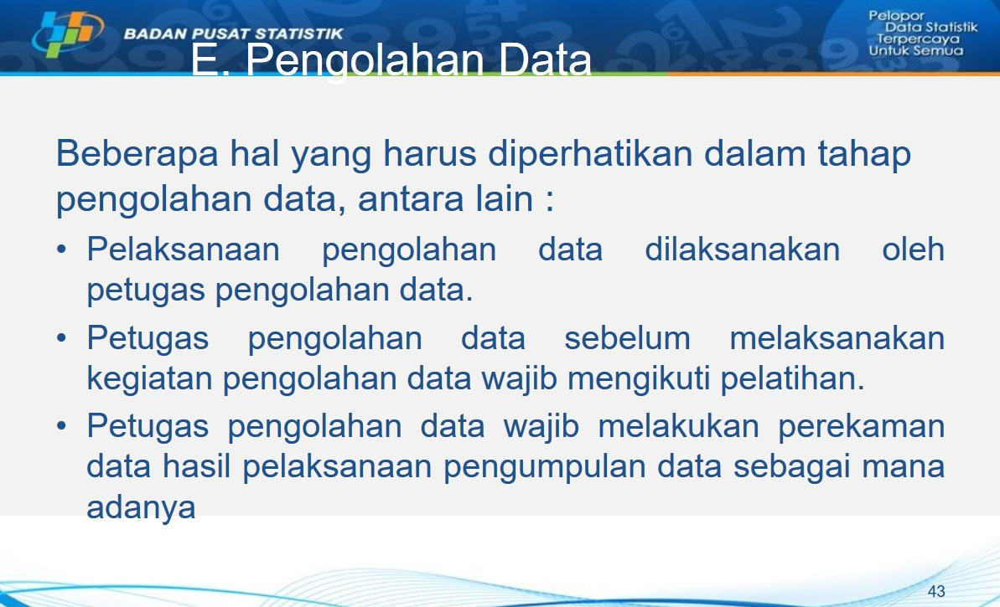 BADAN PUSAT STATISTIK
Pelopor
Data Statistik
Terpercaya
Untuk Semua
E. Pengolahan Data
Beberapa hal yang harus diperhatikan dalam tahap
pengolahan data, antara lain :
• Pelaksanaan pengolahan data dilaksanakan oleh
petugas pengolahan data.
• Petugas pengolahan data sebelum melaksanakan
kegiatan pengolahan data wajib mengikuti pelatihan.
• Petugas pengolahan data wajib melakukan perekaman
data hasil pelaksanaan pengumpulan data sebagai mana
adanya
43